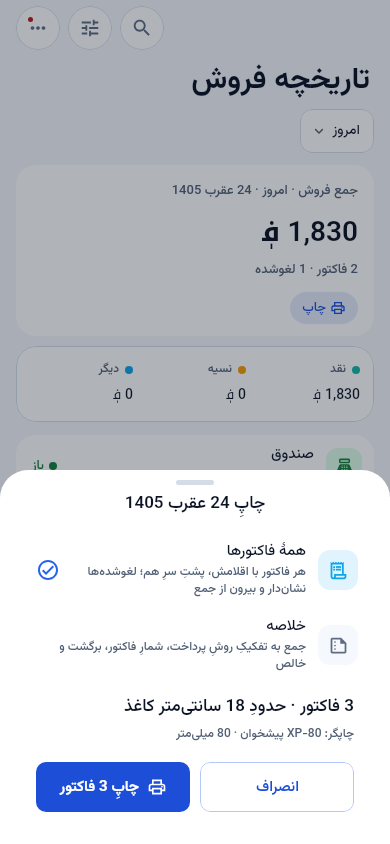 تاریخچه فروش
امروز
جمع فروش · امروز · 24 عقرب 1405
1,830 ؋
2 فاکتور · 1 لغوشده
چاپ
نقد
نسیه
دیگر
1,830 ؋
0 ؋
0 ؋
صندوق
باز
چاپِ 24 عقرب 1405
همهٔ فاکتورها
هر فاکتور با اقلامش، پشتِ سرِ هم؛ لغوشده‌ها
نشان‌دار و بیرون از جمع
خلاصه
جمع به تفکیکِ روشِ پرداخت، شمارِ فاکتور، برگشت و
خالص
3 فاکتور · حدودِ 18 سانتی‌متر کاغذ
چاپگر: XP-80 پیشخوان · 80 میلی‌متر
انصراف
چاپِ 3 فاکتور